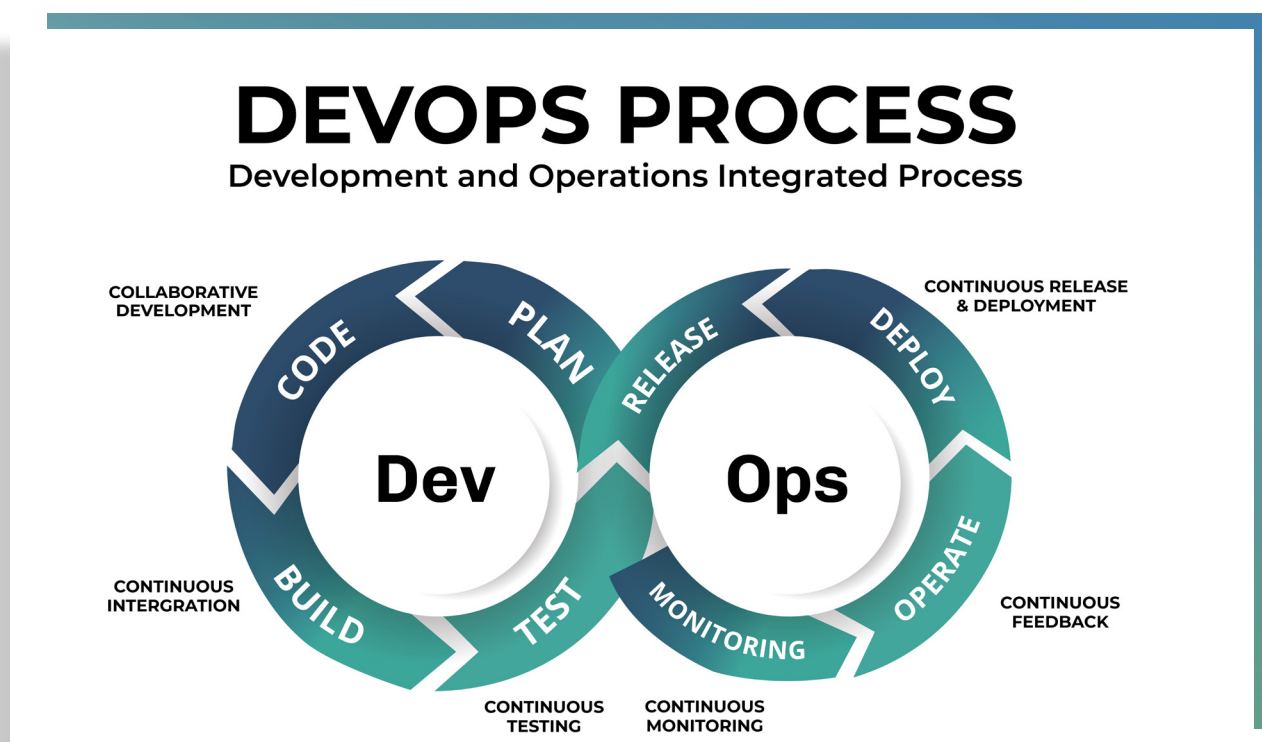 DEVOPS PROCESS
Development and Operations Integrated Process
COLLABORATIVE
DEVELOPMENT
CODE
PLAN
RELEASE
DEPLOY
CONTINUOUS RELEASE
& DEPLOYMENT
Dev
Ops
CONTINUOUS
INTERGRATION
BUILD
TEST
MONITORING
OPERATE
CONTINUOUS
FEEDBACK
CONTINUOUS
TESTING
CONTINUOUS
MONITORING